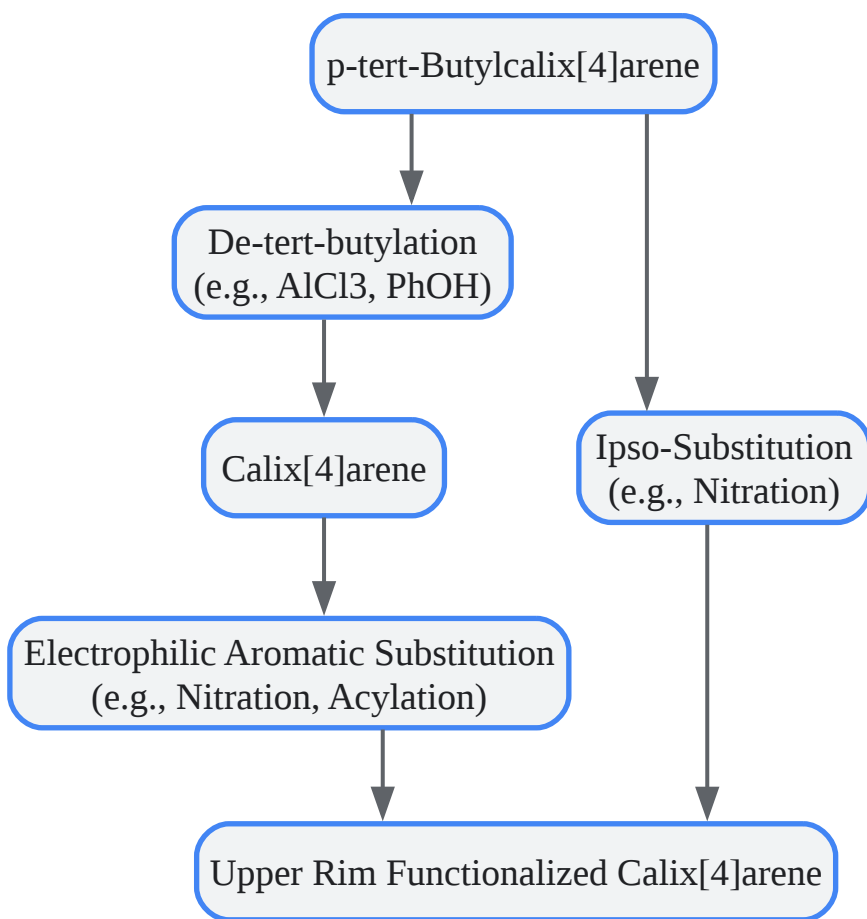 p-tert-Butylcalix[4]arene
De-tert-butylation
(e.g., AlCl3, PhOH)
Calix[4]arene
Ipso-Substitution
(e.g., Nitration)
Electrophilic Aromatic Substitution
(e.g., Nitration, Acylation)
Upper Rim Functionalized Calix[4]arene